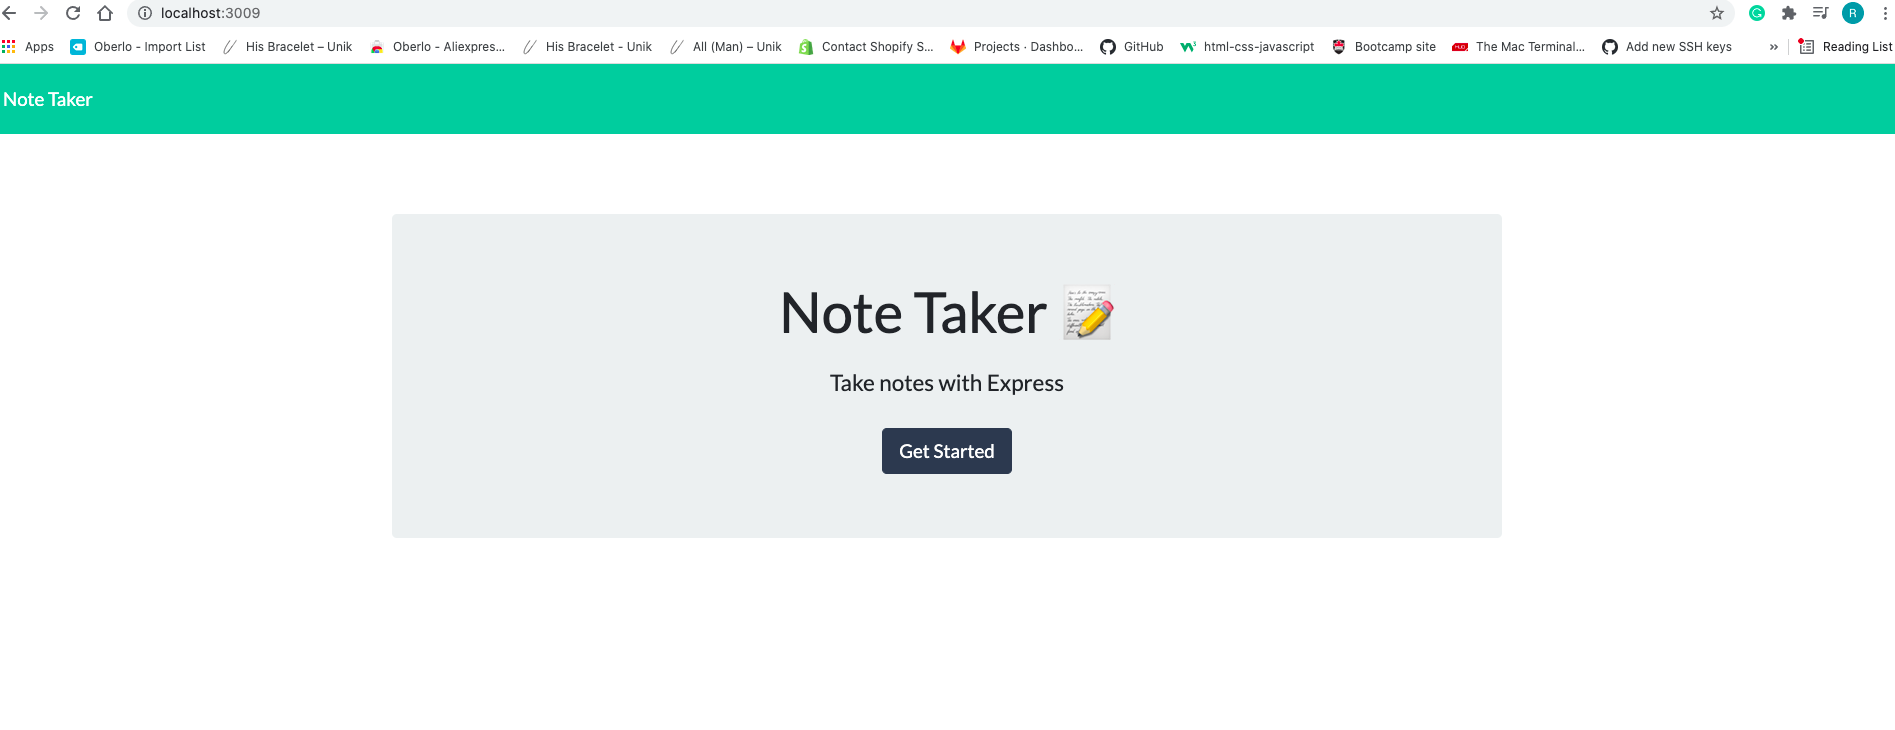 localhost:3009
Apps Oberlo - Import List His Bracelet – Unik Oberlo - Aliexpres... His Bracelet - Unik All (Man) – Unik Contact Shopify S... Projects · Dashbo... GitHub html-css-javascript Bootcamp site The Mac Terminal... Add new SSH keys » Reading List
Note Taker
Note Taker
Take notes with Express
Get Started